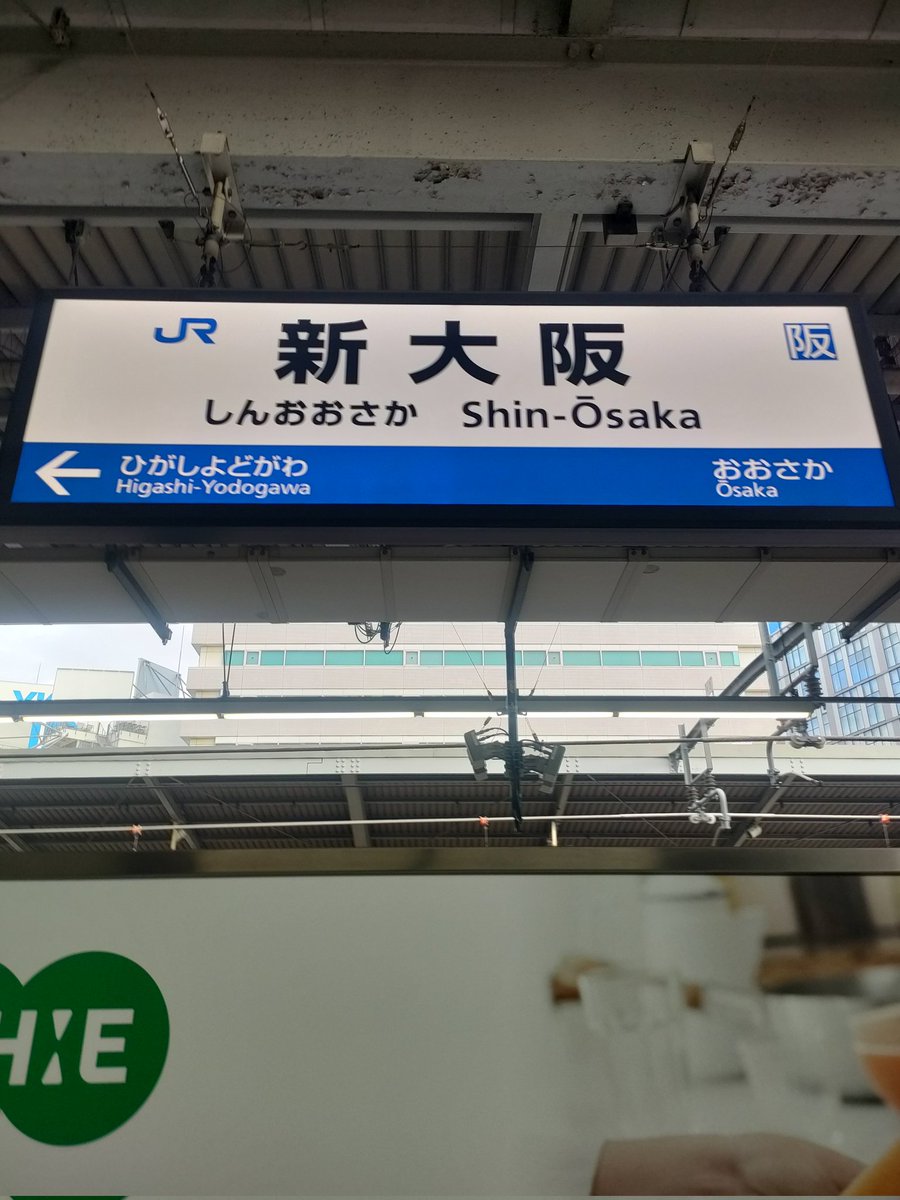 JR 新大阪 阪
しんおおさか Shin-Ōsaka
← ひがしよどがわ おおさか
Higashi-Yodogawa Ōsaka